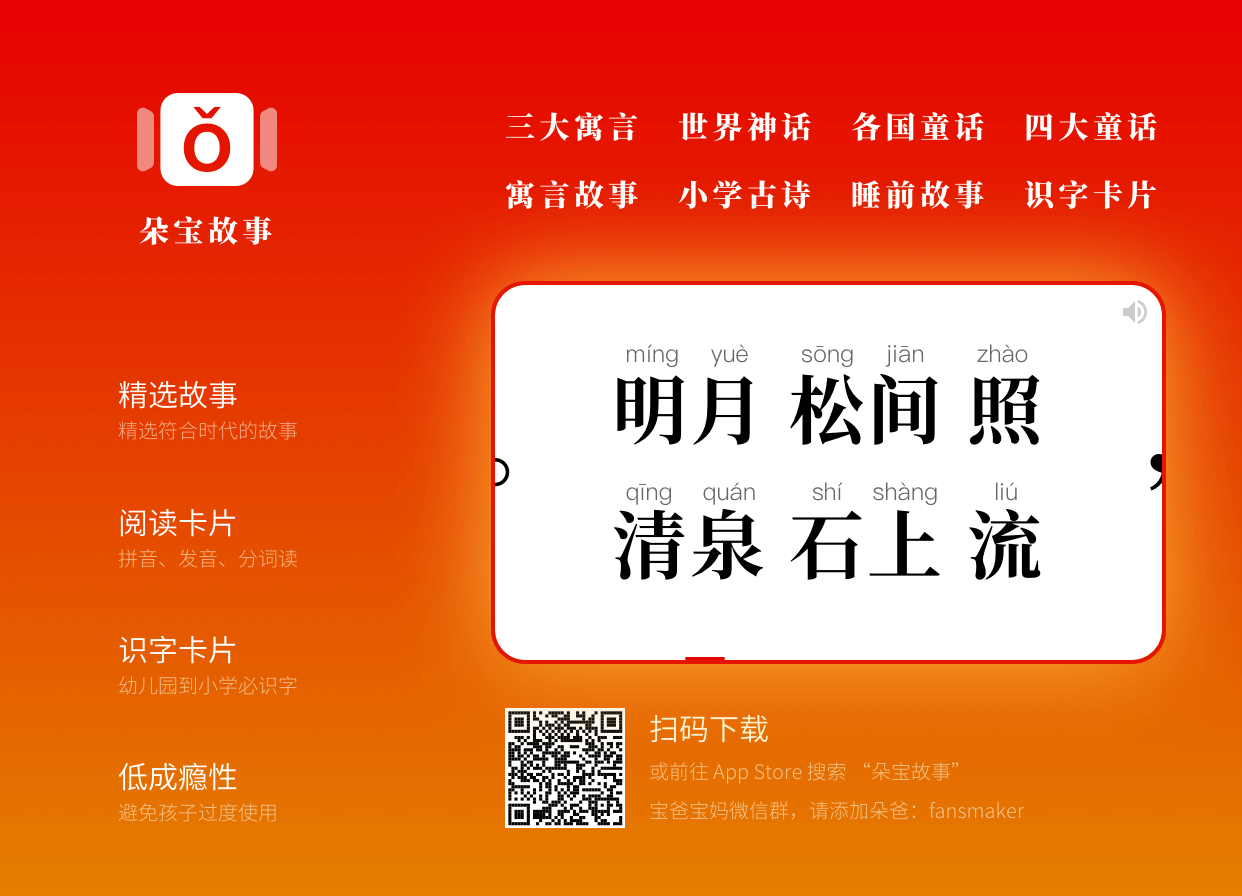 ǒ
朵宝故事
三大寓言 世界神话 各国童话 四大童话
寓言故事 小学古诗 睡前故事 识字卡片
精选故事
精选符合时代的故事
阅读卡片
拼音、发音、分词读
识字卡片
幼儿园到小学必识字
低成瘾性
避免孩子过度使用
míng yuè sōng jiān zhào
明月 松间 照
qīng quán shí shàng liú
清泉 石上 流
扫码下载
或前往 App Store 搜索 “朵宝故事”
宝爸宝妈微信群，请添加朵爸：fansmaker